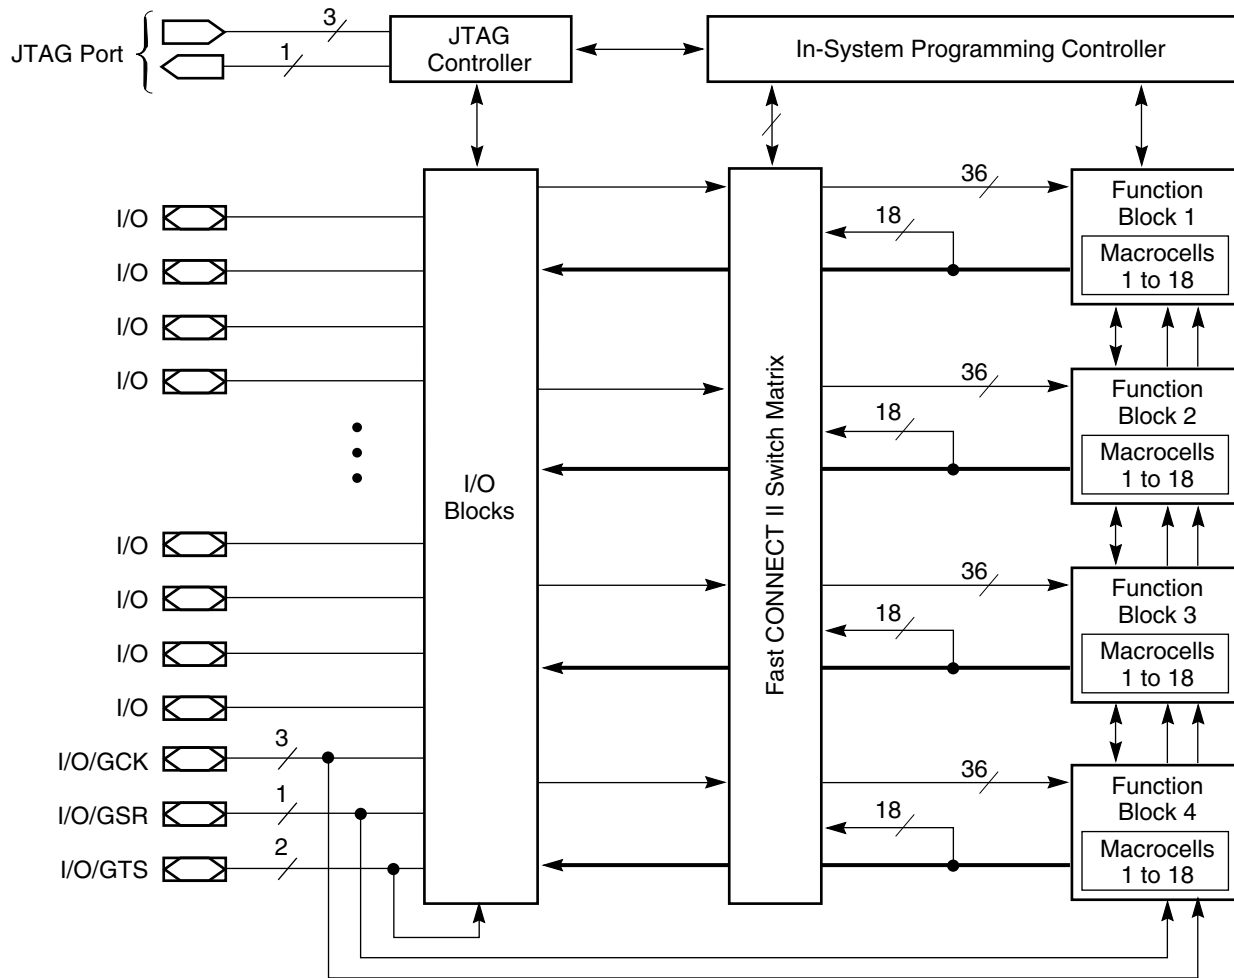 JTAG Port
3
1
JTAG
Controller
In-System Programming Controller
I/O
I/O
I/O
I/O
I/O
I/O
I/O
I/O
I/O/GCK
3
I/O/GSR
1
I/O/GTS
2
I/O
Blocks
Fast CONNECT II Switch Matrix
36
18
Function
Block 1
Macrocells
1 to 18
36
18
Function
Block 2
Macrocells
1 to 18
36
18
Function
Block 3
Macrocells
1 to 18
36
18
Function
Block 4
Macrocells
1 to 18